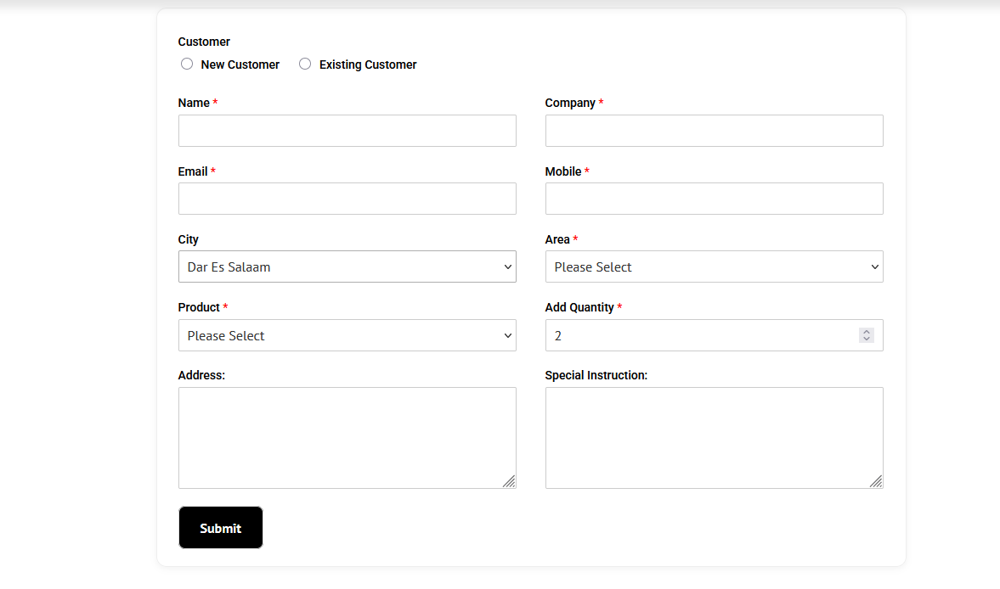 Customer
New Customer Existing Customer
Name * Company *
Email * Mobile *
City Area *
Dar Es Salaam Please Select
Product * Add Quantity *
Please Select 2
Address: Special Instruction:
Submit